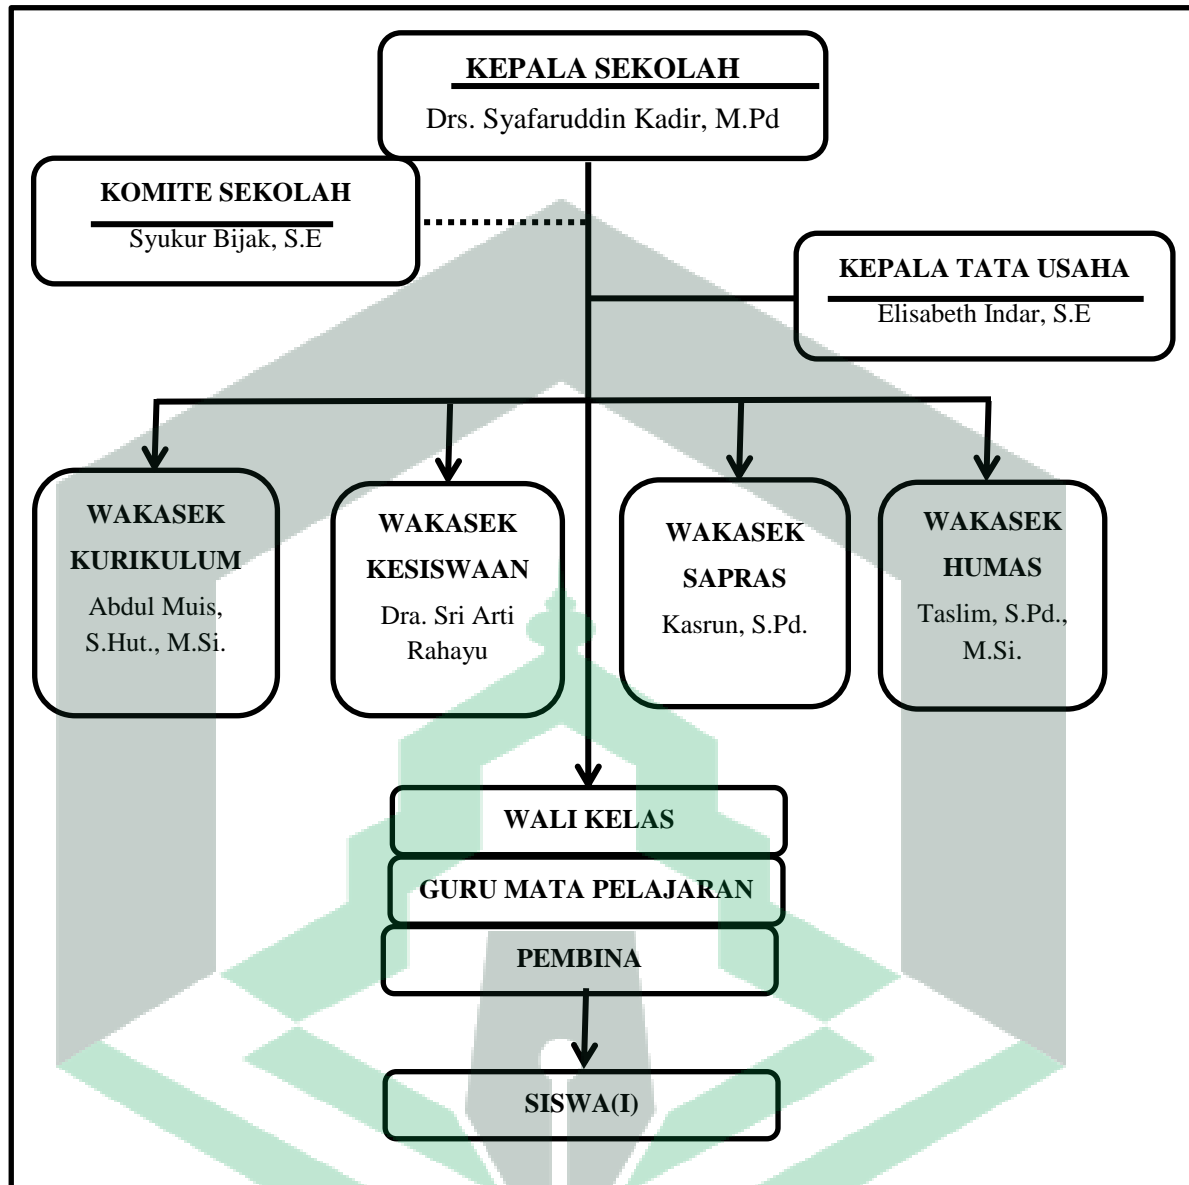 KEPALA SEKOLAH
Drs. Syafaruddin Kadir, M.Pd
KOMITE SEKOLAH
Syukur Bijak, S.E
KEPALA TATA USAHA
Elisabeth Indar, S.E
WAKASEK
KURIKULUM
Abdul Muis,
S.Hut., M.Si.
WAKASEK
KESISWAAN
Dra. Sri Arti
Rahayu
WAKASEK
SAPRAS
Kasrun, S.Pd.
WAKASEK
HUMAS
Taslim, S.Pd.,
M.Si.
WALI KELAS
GURU MATA PELAJARAN
PEMBINA
SISWA(I)